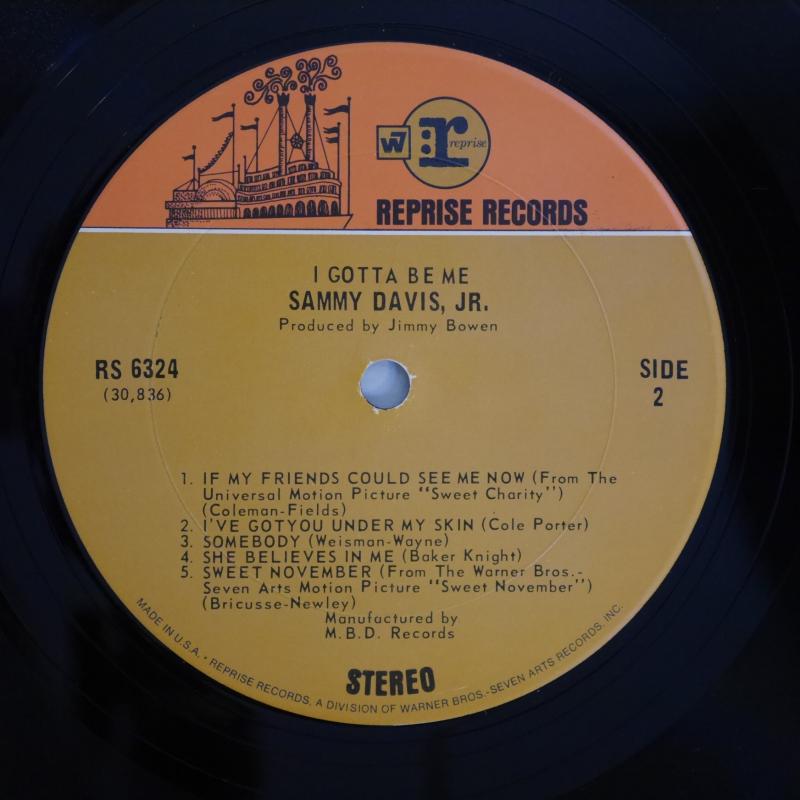 W7 r reprise
REPRISE RECORDS
I GOTTA BE ME
SAMMY DAVIS, JR.
Produced by Jimmy Bowen
RS 6324
(30,836)
SIDE
2
1. IF MY FRIENDS COULD SEE ME NOW (From The
Universal Motion Picture "Sweet Charity")
(Coleman-Fields)
2. I'VE GOT YOU UNDER MY SKIN (Cole Porter)
3. SOMEBODY (Weisman-Wayne)
4. SHE BELIEVES IN ME (Baker Knight)
5. SWEET NOVEMBER (From The Warner Bros.-
Seven Arts Motion Picture "Sweet November")
(Bricusse-Newley)
Manufactured by
M.B.D. Records
STEREO
MADE IN U.S.A. • REPRISE RECORDS, A DIVISION OF WARNER BROS.-SEVEN ARTS RECORDS, INC.